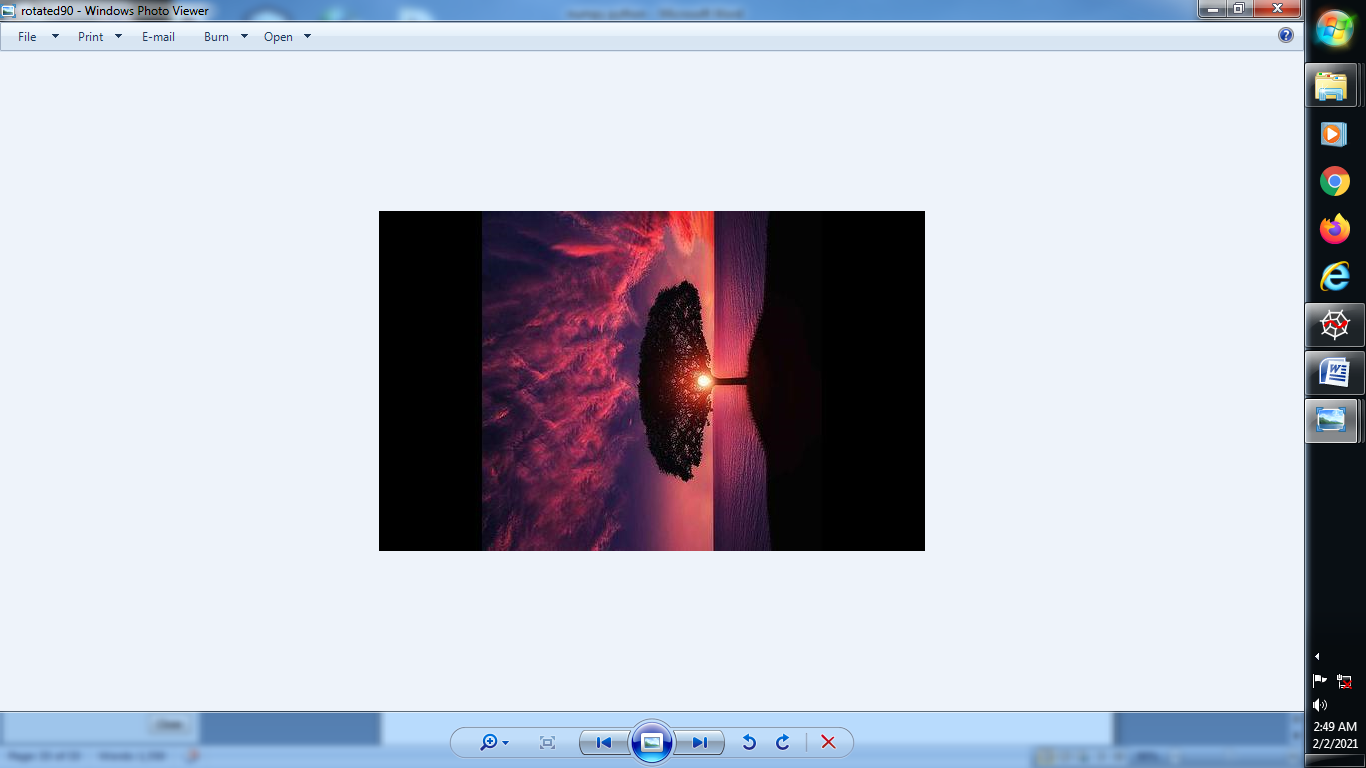 rotated90 - Windows Photo Viewer
File Print E-mail Burn Open
2:49 AM
2/2/2021